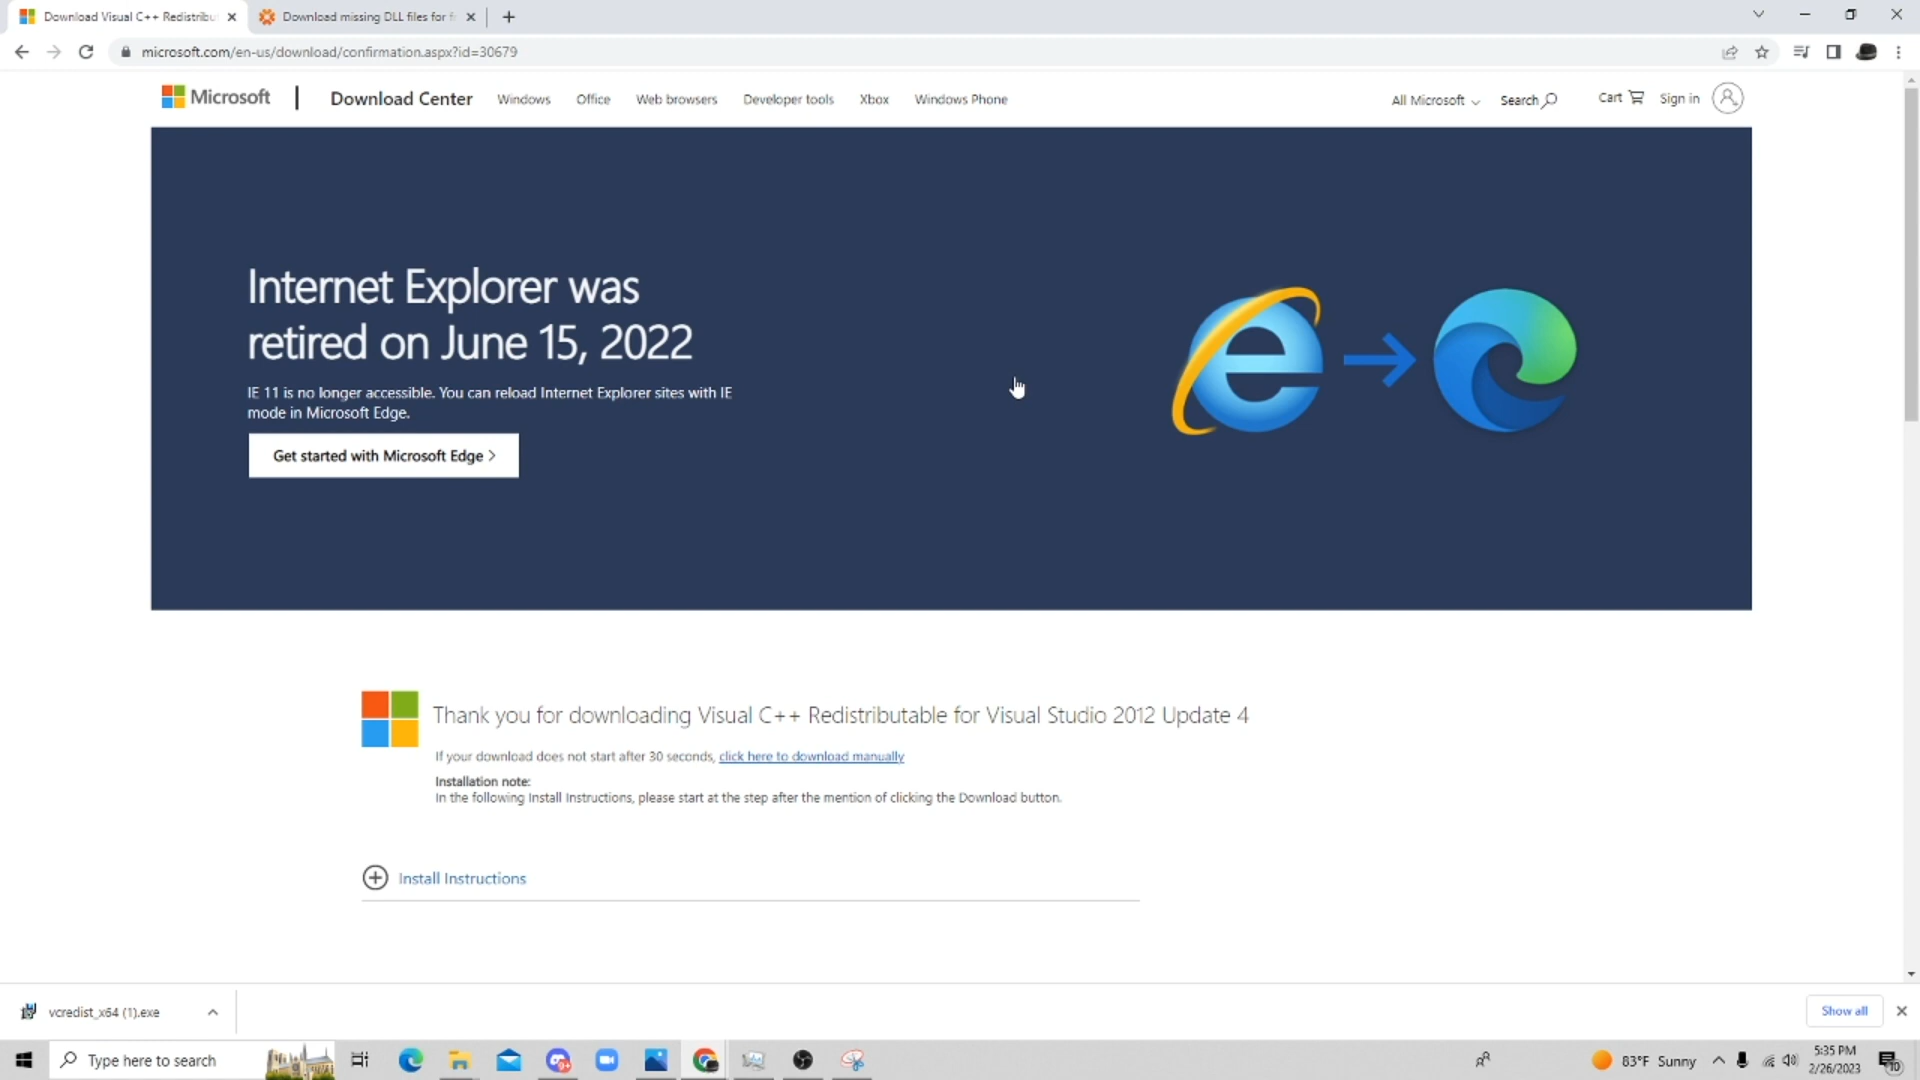 Download Visual C++ Redistribu
Download missing DLL files for f
microsoft.com/en-us/download/confirmation.aspx?id=30679
Microsoft
Download Center
Windows
Office
Web browsers
Developer tools
Xbox
Windows Phone
All Microsoft
Search
Cart
Sign in
Internet Explorer was
retired on June 15, 2022
IE 11 is no longer accessible. You can reload Internet Explorer sites with IE
mode in Microsoft Edge.
Get started with Microsoft Edge >
Thank you for downloading Visual C++ Redistributable for Visual Studio 2012 Update 4
If your download does not start after 30 seconds, click here to download manually
Installation note:
In the following Install Instructions, please start at the step after the mention of clicking the Download button.
Install Instructions
vcredist_x64 (1).exe
Show all
Type here to search
83°F Sunny
5:35 PM
2/26/2023
10